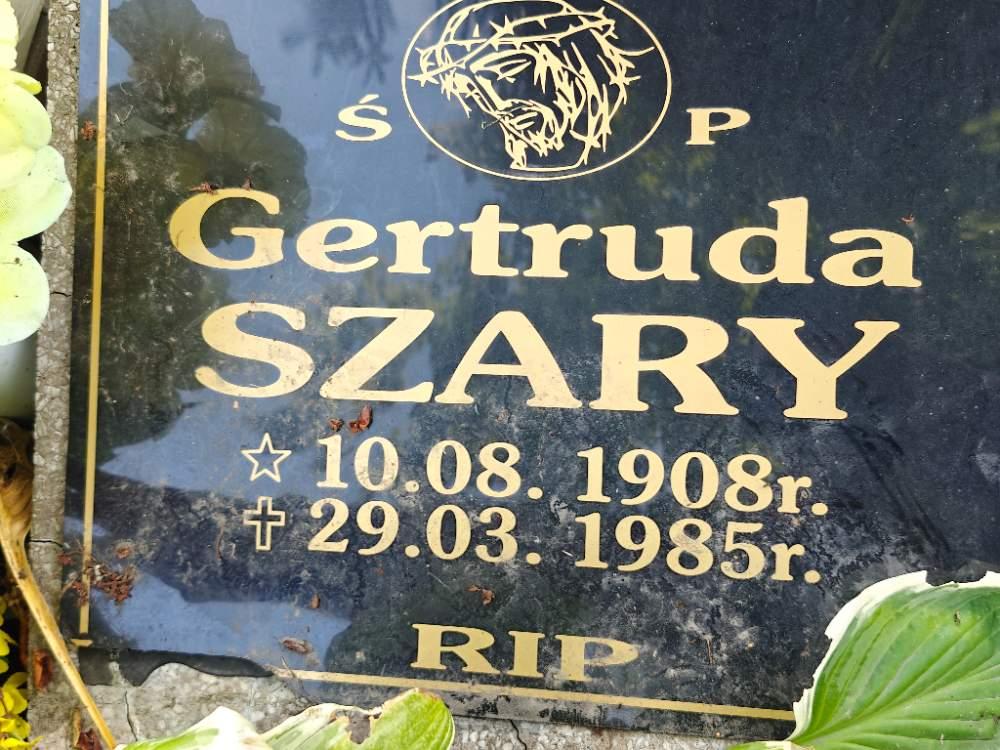 Ś P
Gertruda
SZARY
10.08. 1908r.
29.03. 1985r.
RIP